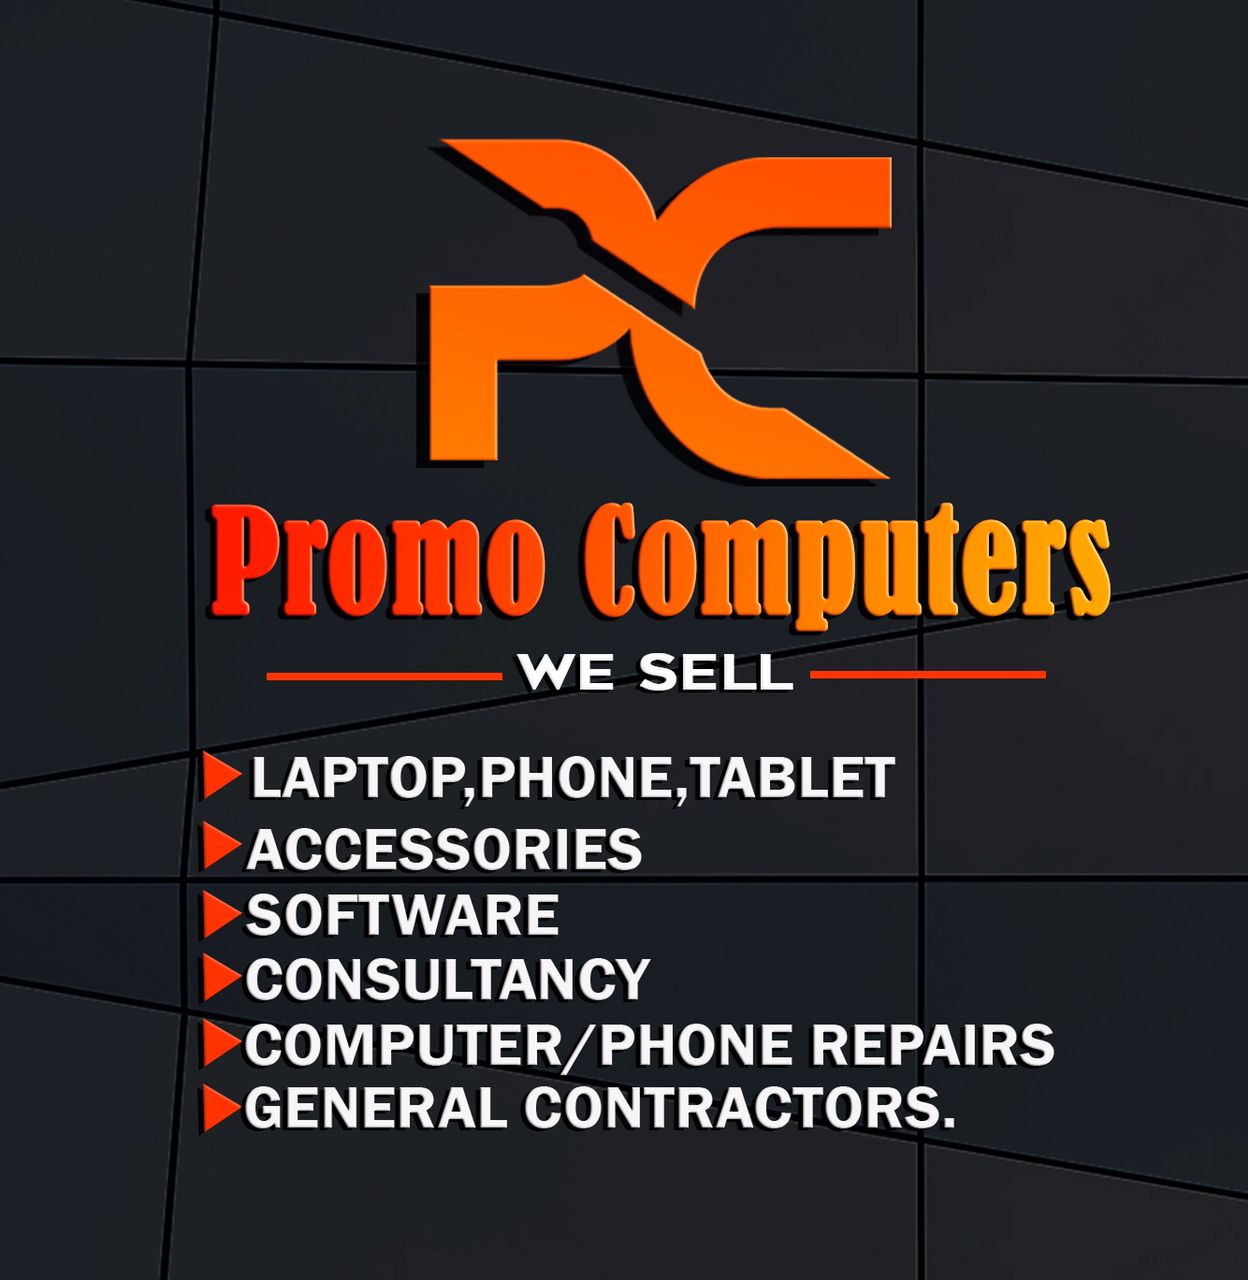 PC
Promo Computers
WE SELL
LAPTOP,PHONE,TABLET
ACCESSORIES
SOFTWARE
CONSULTANCY
COMPUTER/PHONE REPAIRS
GENERAL CONTRACTORS.